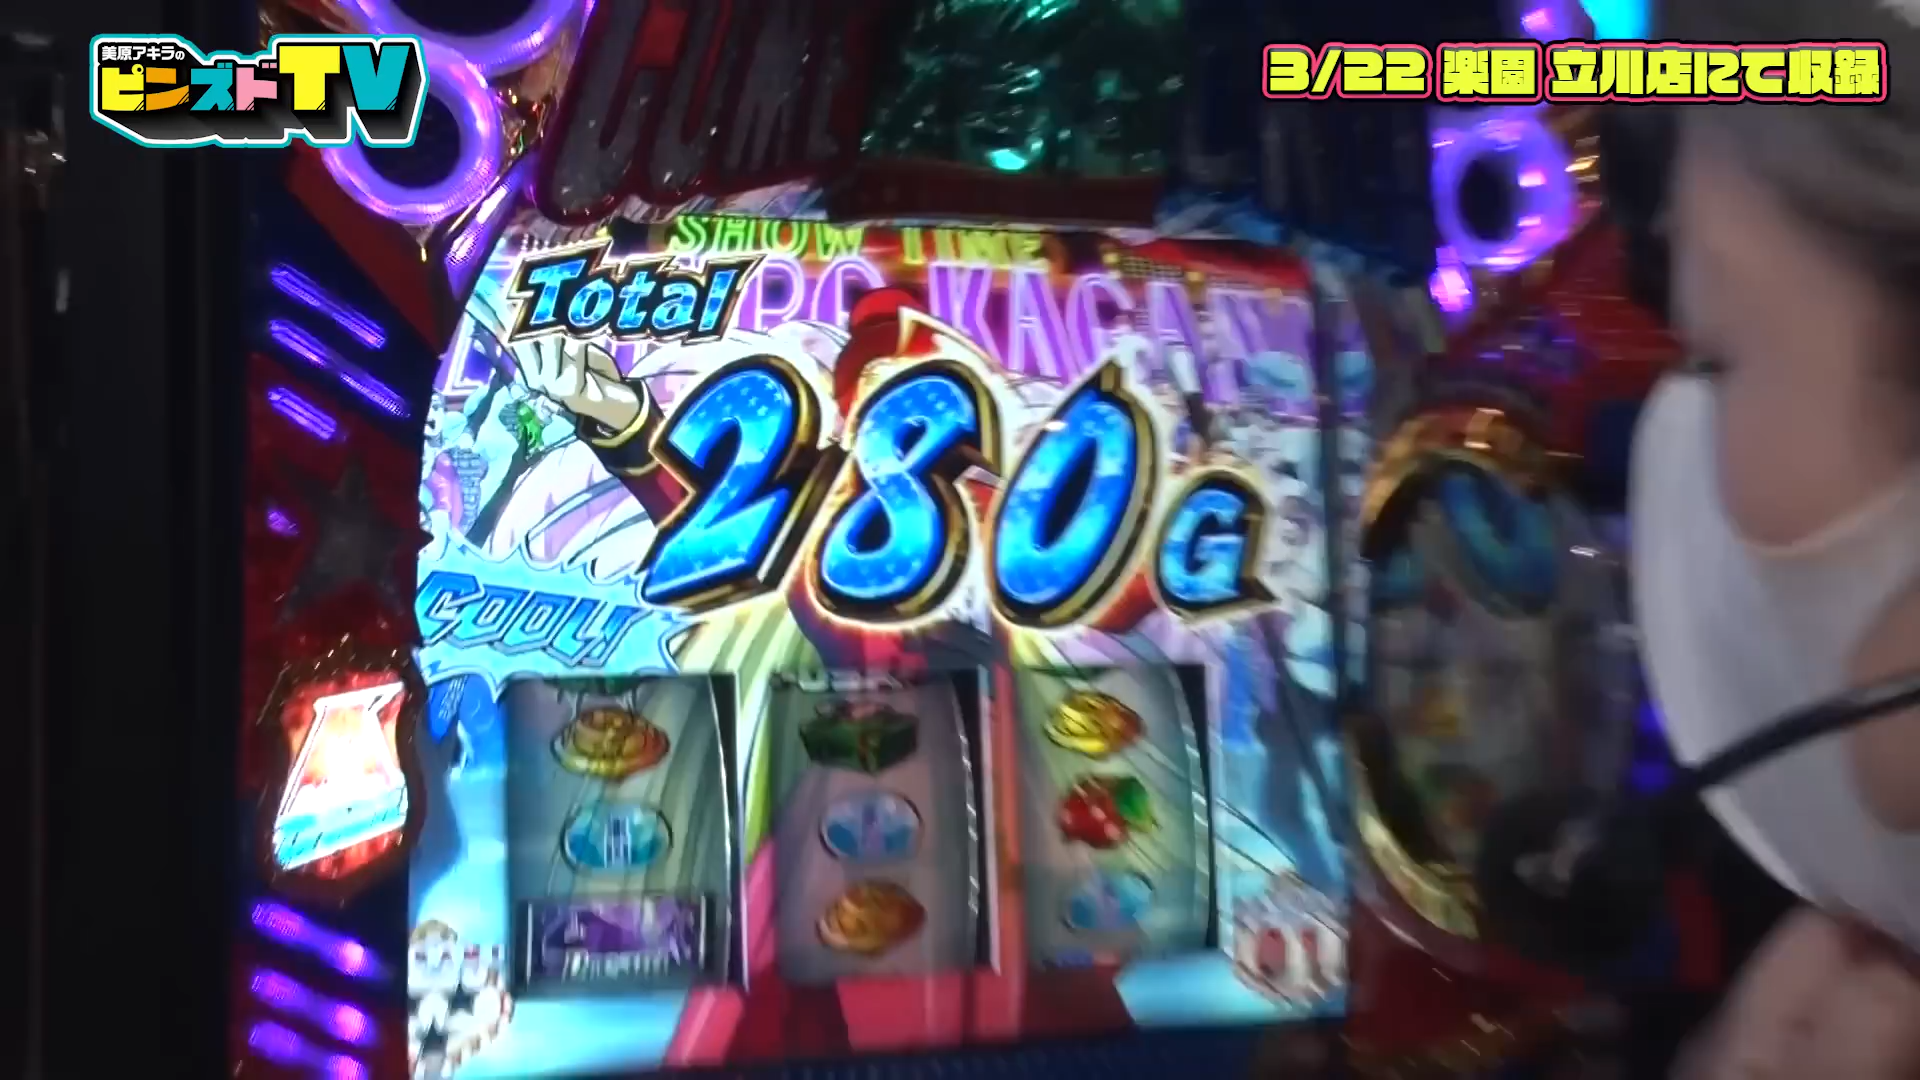 美原アキラの
ピンズドTV
3/22 楽園 立川店にて収録
SHOW TIME
Total
280G
COOL!